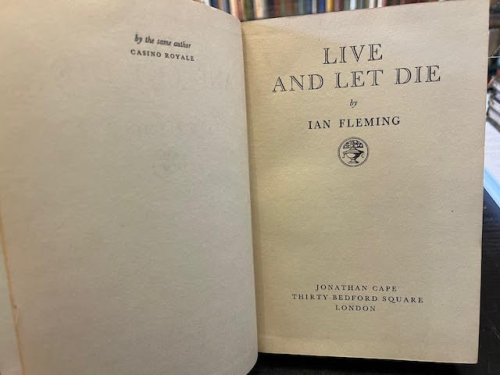 by the same author
CASINO ROYALE
LIVE
AND LET DIE
by
IAN FLEMING
JONATHAN CAPE
THIRTY BEDFORD SQUARE
LONDON